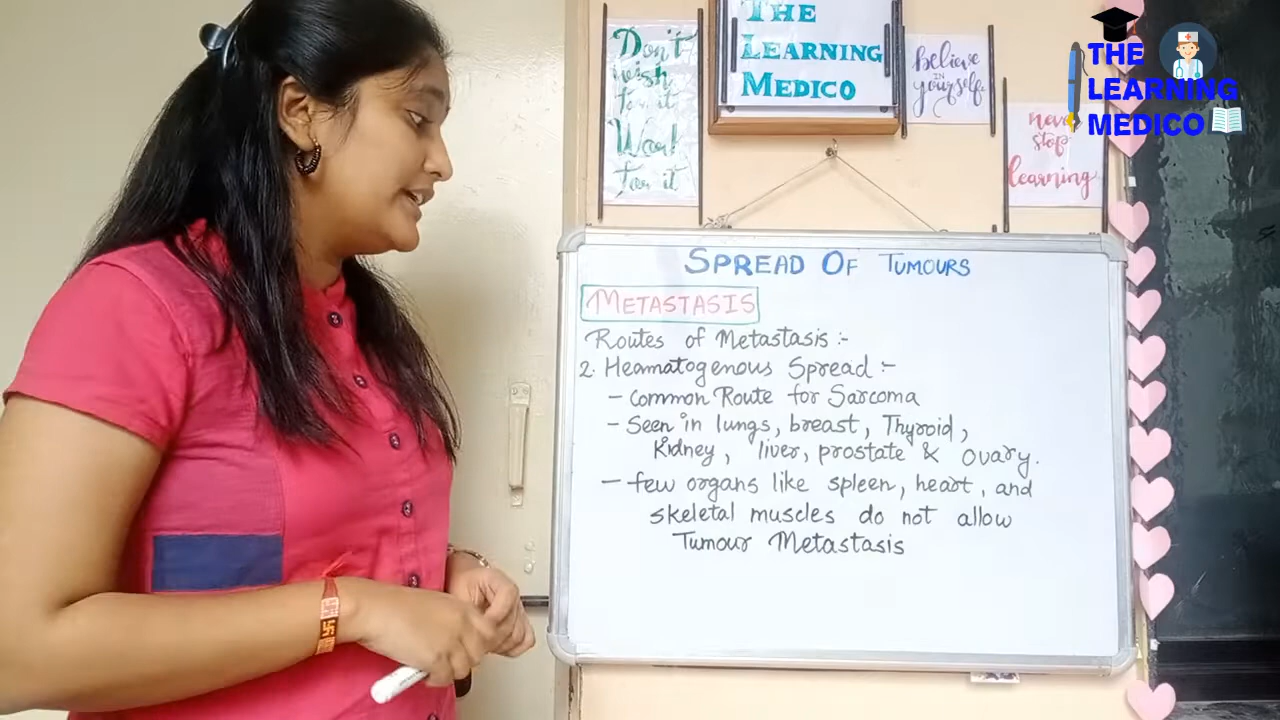 Don't
wish
for it
Work
for it
THE
LEARNING
MEDICO
believe
IN
yourself
never
stop
learning
THE
LEARNING
MEDICO
SPREAD OF TUMOURS
METASTASIS
Routes of Metastasis :-
2. Heamatogenous Spread :-
- Common Route for Sarcoma
- Seen in lungs, breast, Thyroid,
Kidney, liver, prostate & ovary.
- few organs like spleen, heart, and
skeletal muscles do not allow
Tumour Metastasis